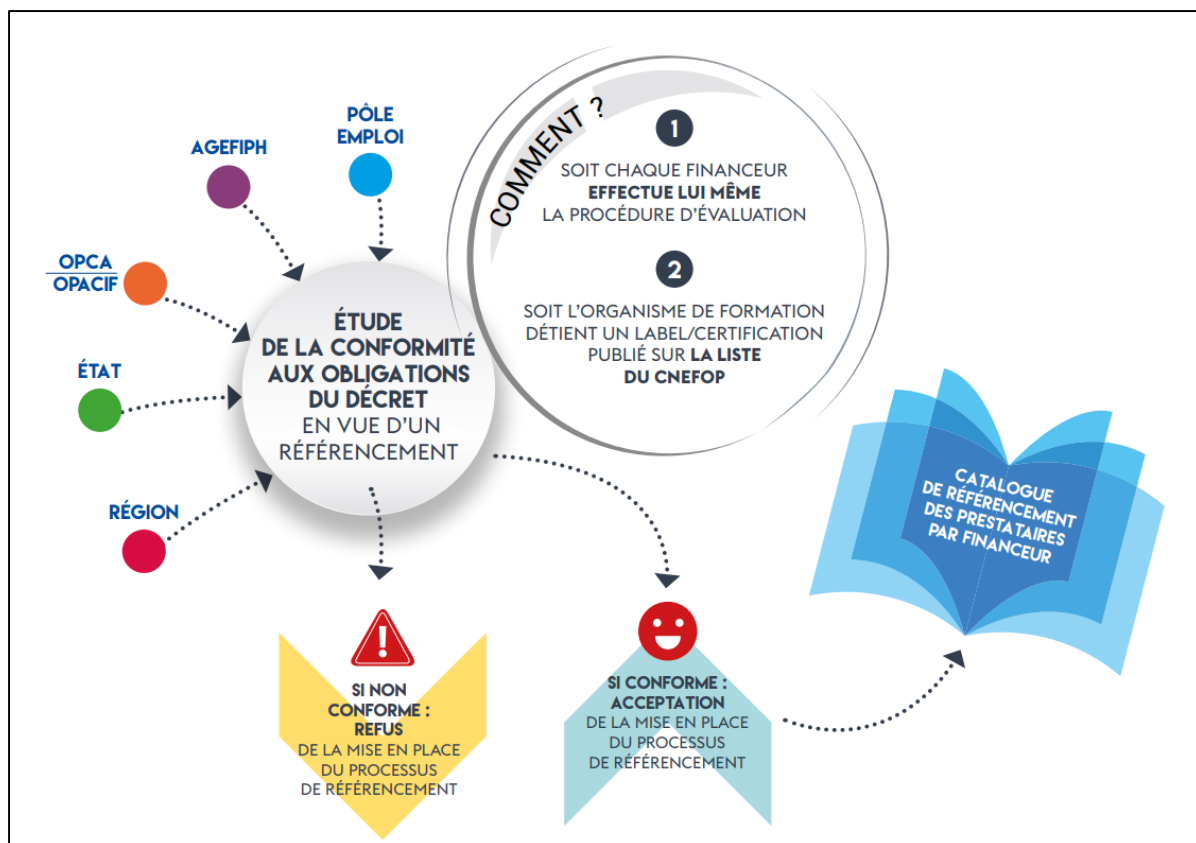 PÔLE
EMPLOI
AGEFIPH
OPCA
OPACIF
ÉTAT
RÉGION
ÉTUDE
DE LA CONFORMITÉ
AUX OBLIGATIONS
DU DÉCRET
EN VUE D'UN
RÉFÉRENCEMENT
COMMENT ?
1
SOIT CHAQUE FINANCEUR
EFFECTUE LUI MÊME
LA PROCÉDURE D'ÉVALUATION
2
SOIT L'ORGANISME DE FORMATION
DÉTIENT UN LABEL/CERTIFICATION
PUBLIÉ SUR LA LISTE
DU CNEFOP
CATALOGUE
DE RÉFÉRENCEMENT
DES PRESTATAIRES
PAR FINANCEUR
!
SI NON
CONFORME :
REFUS
DE LA MISE EN PLACE
DU PROCESSUS
DE RÉFÉRENCEMENT
SI CONFORME :
ACCEPTATION
DE LA MISE EN PLACE
DU PROCESSUS
DE RÉFÉRENCEMENT